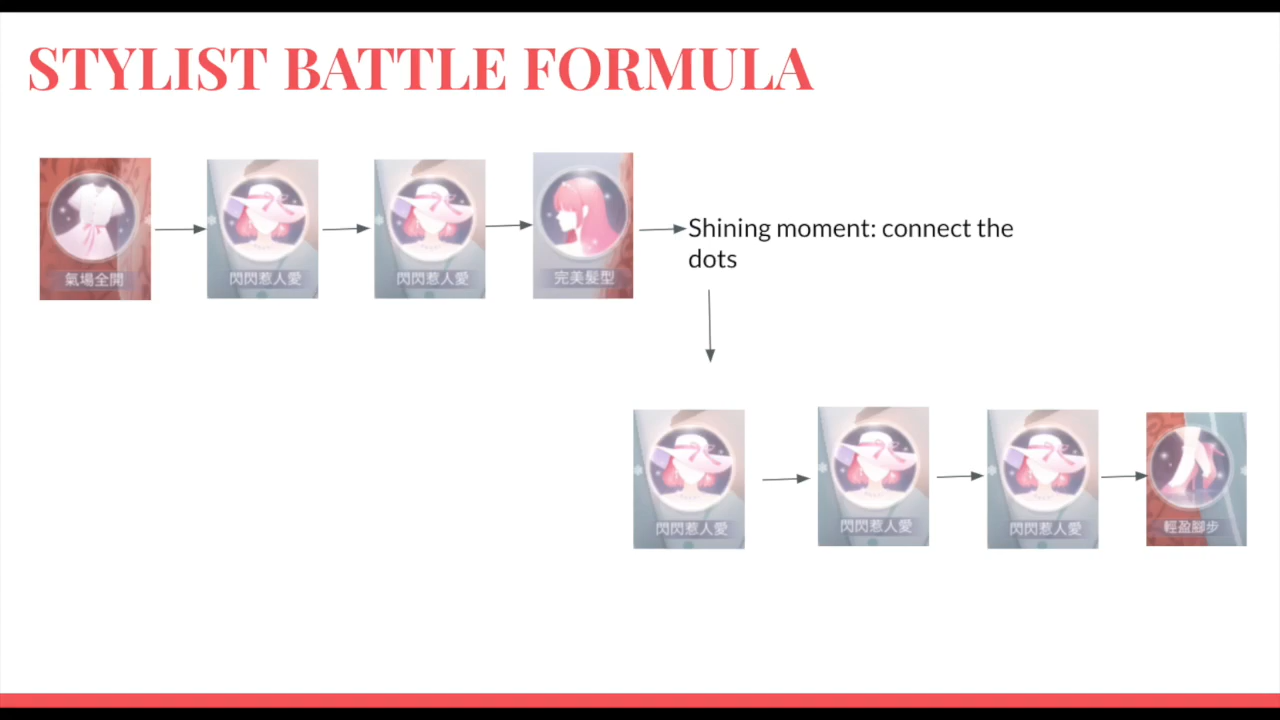 STYLIST BATTLE FORMULA
氣場全開
閃閃惹人愛
閃閃惹人愛
完美髮型
Shining moment: connect the
dots
閃閃惹人愛
閃閃惹人愛
閃閃惹人愛
輕盈腳步